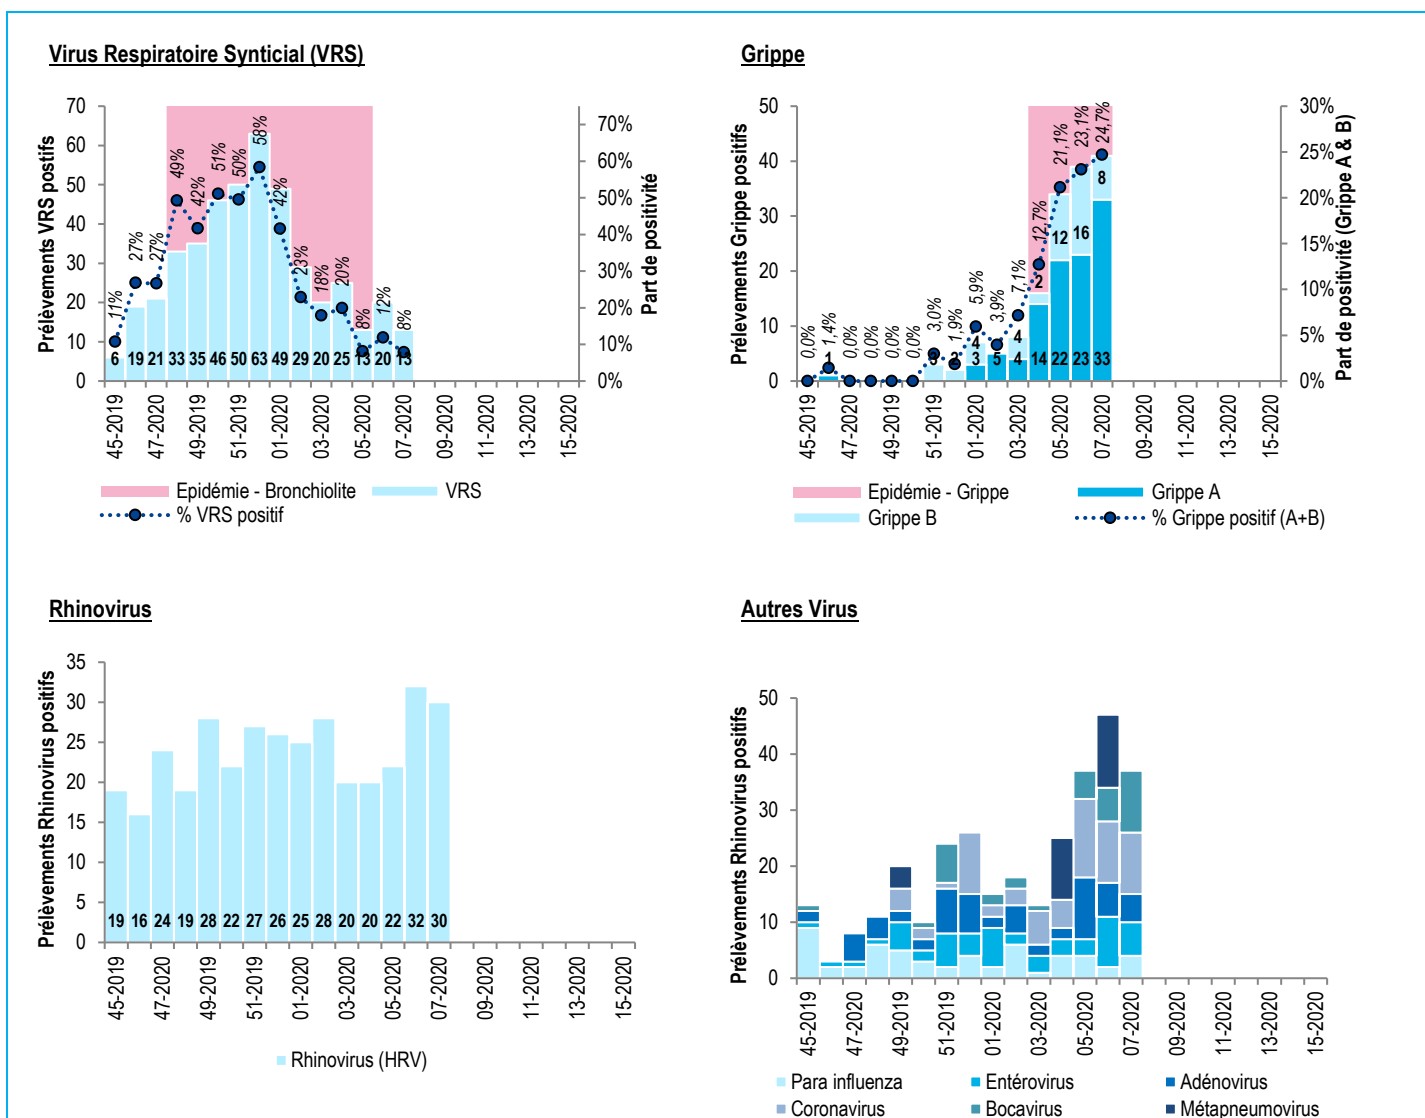 Virus Respiratoire Synticial (VRS)
Prélèvements VRS postifs
70
60
50
40
30
20
10
0
11%
27%
27%
49%
42%
51%
50%
58%
42%
23%
18%
20%
8%
12%
8%
6 19 21 33 35 46 50 63 49 29 20 25 13 20 13
70%
60%
50%
40%
30%
20%
10%
0%
Part de positivité
45-2019 47-2020 49-2019 51-2019 01-2020 03-2020 05-2020 07-2020 09-2020 11-2020 13-2020 15-2020
Epidémie - Bronchiolite VRS
% VRS positif
Grippe
Prélevements Grippe positifs
50
40
30
20
10
0
0,0%
1,4%
0,0%
0,0%
0,0%
0,0%
3,0%
1,9%
5,9%
3,9%
7,1%
12,7%
21,1%
23,1%
24,7%
4 4 2 12 16 8
1 3 2 3 5 4 14 22 23 33
30%
25%
20%
15%
10%
5%
0%
Part de positivité (Grippe A & B)
45-2019 47-2020 49-2019 51-2019 01-2020 03-2020 05-2020 07-2020 09-2020 11-2020 13-2020 15-2020
Epidémie - Grippe Grippe A
Grippe B % Grippe positif (A+B)
Rhinovirus
Prélèvements Rhinovirus positifs
35
30
25
20
15
10
5
0
19 16 24 19 28 22 27 26 25 28 20 20 22 32 30
45-2019 47-2020 49-2019 51-2019 01-2020 03-2020 05-2020 07-2020 09-2020 11-2020 13-2020 15-2020
Rhinovirus (HRV)
Autres Virus
Prélèvements Rhinovirus positifs
50
40
30
20
10
0
45-2019 47-2020 49-2019 51-2019 01-2020 03-2020 05-2020 07-2020 09-2020 11-2020 13-2020 15-2020
Para influenza Entérovirus Adénovirus
Coronavirus Bocavirus Métapneumovirus